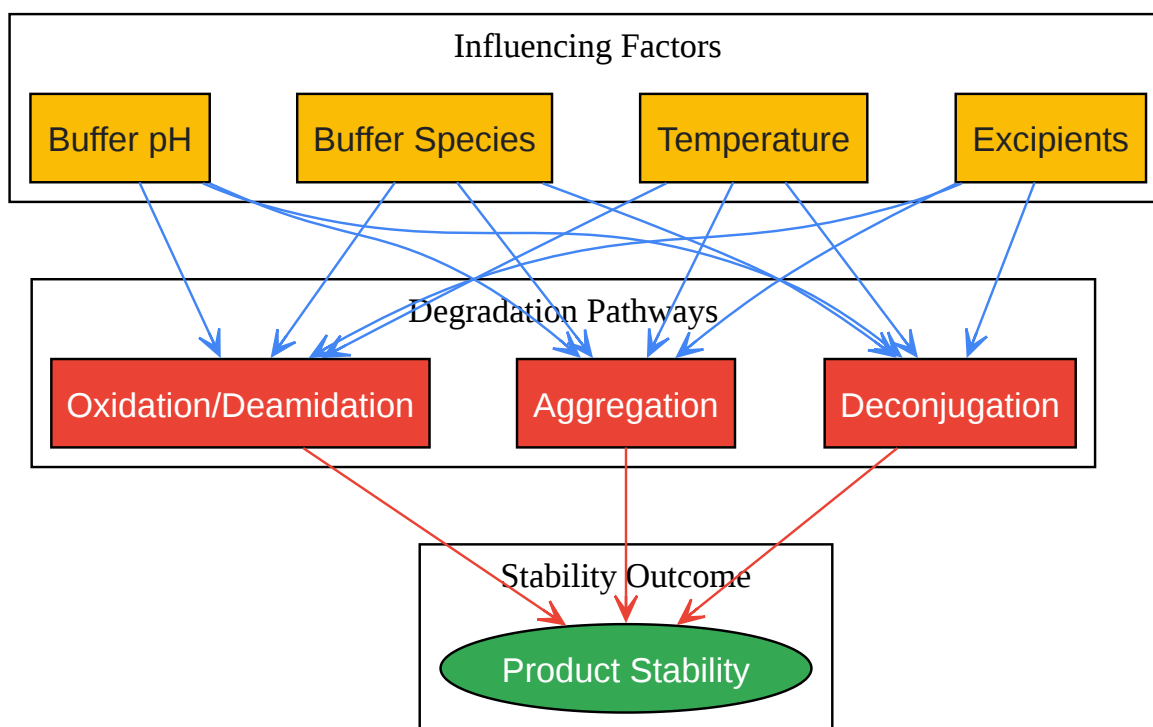 Influencing Factors
Buffer pH
Buffer Species
Temperature
Excipients
Degradation Pathways
Oxidation/Deamidation
Aggregation
Deconjugation
Stability Outcome
Product Stability